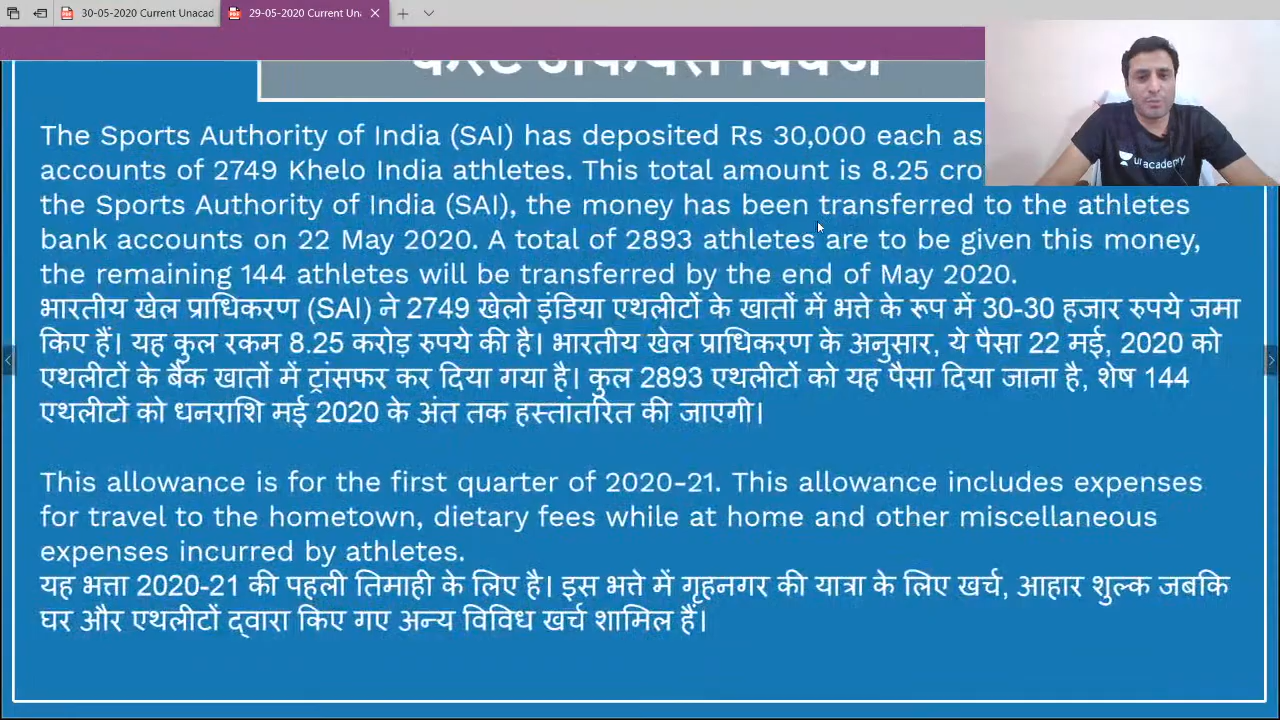 30-05-2020 Current Unacad
29-05-2020 Current Una
The Sports Authority of India (SAI) has deposited Rs 30,000 each as
accounts of 2749 Khelo India athletes. This total amount is 8.25 cro
unacademy
the Sports Authority of India (SAI), the money has been transferred to the athletes
bank accounts on 22 May 2020. A total of 2893 athletes are to be given this money,
the remaining 144 athletes will be transferred by the end of May 2020.
भारतीय खेल प्राधिकरण (SAI) ने 2749 खेलो इंडिया एथलीटों के खातों में भत्ते के रूप में 30-30 हजार रुपये जमा
किए हैं। यह कुल रकम 8.25 करोड़ रुपये की है। भारतीय खेल प्राधिकरण के अनुसार, ये पैसा 22 मई, 2020 को
एथलीटों के बैंक खातों में ट्रांसफर कर दिया गया है। कुल 2893 एथलीटों को यह पैसा दिया जाना है, शेष 144
एथलीटों को धनराशि मई 2020 के अंत तक हस्तांतरित की जाएगी।
This allowance is for the first quarter of 2020-21. This allowance includes expenses
for travel to the hometown, dietary fees while at home and other miscellaneous
expenses incurred by athletes.
यह भत्ता 2020-21 की पहली तिमाही के लिए है। इस भत्ते में गृहनगर की यात्रा के लिए खर्च, आहार शुल्क जबकि
घर और एथलीटों द्वारा किए गए अन्य विविध खर्च शामिल हैं।